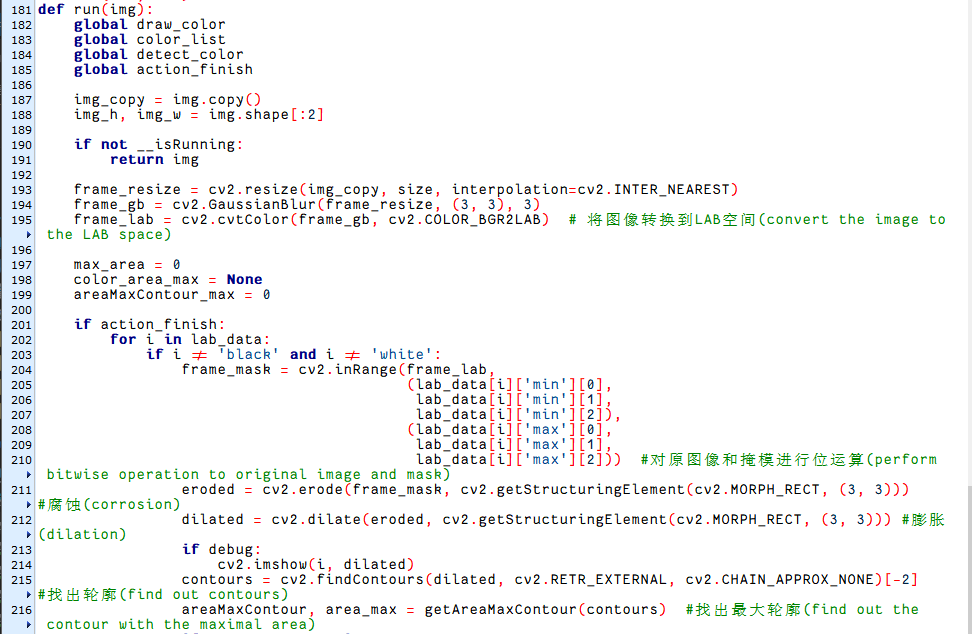 181 def run(img):
182     global draw_color
183     global color_list
184     global detect_color
185     global action_finish
186
187     img_copy = img.copy()
188     img_h, img_w = img.shape[:2]
189
190     if not __isRunning:
191         return img
192
193     frame_resize = cv2.resize(img_copy, size, interpolation=cv2.INTER_NEAREST)
194     frame_gb = cv2.GaussianBlur(frame_resize, (3, 3), 3)
195     frame_lab = cv2.cvtColor(frame_gb, cv2.COLOR_BGR2LAB)  # 将图像转换到LAB空间(convert the image to
the LAB space)
196
197     max_area = 0
198     color_area_max = None
199     areaMaxContour_max = 0
200
201     if action_finish:
202         for i in lab_data:
203             if i ≠ 'black' and i ≠ 'white':
204                 frame_mask = cv2.inRange(frame_lab,
205                                          (lab_data[i]['min'][0],
206                                           lab_data[i]['min'][1],
207                                           lab_data[i]['min'][2]),
208                                          (lab_data[i]['max'][0],
209                                           lab_data[i]['max'][1],
210                                           lab_data[i]['max'][2]))  #对原图像和掩模进行位运算(perform
bitwise operation to original image and mask)
211                 eroded = cv2.erode(frame_mask, cv2.getStructuringElement(cv2.MORPH_RECT, (3, 3)))
#腐蚀(corrosion)
212                 dilated = cv2.dilate(eroded, cv2.getStructuringElement(cv2.MORPH_RECT, (3, 3))) #膨胀
(dilation)
213                 if debug:
214                     cv2.imshow(i, dilated)
215                 contours = cv2.findContours(dilated, cv2.RETR_EXTERNAL, cv2.CHAIN_APPROX_NONE)[-2]
#找出轮廓(find out contours)
216                 areaMaxContour, area_max = getAreaMaxContour(contours)  #找出最大轮廓(find out the
contour with the maximal area)